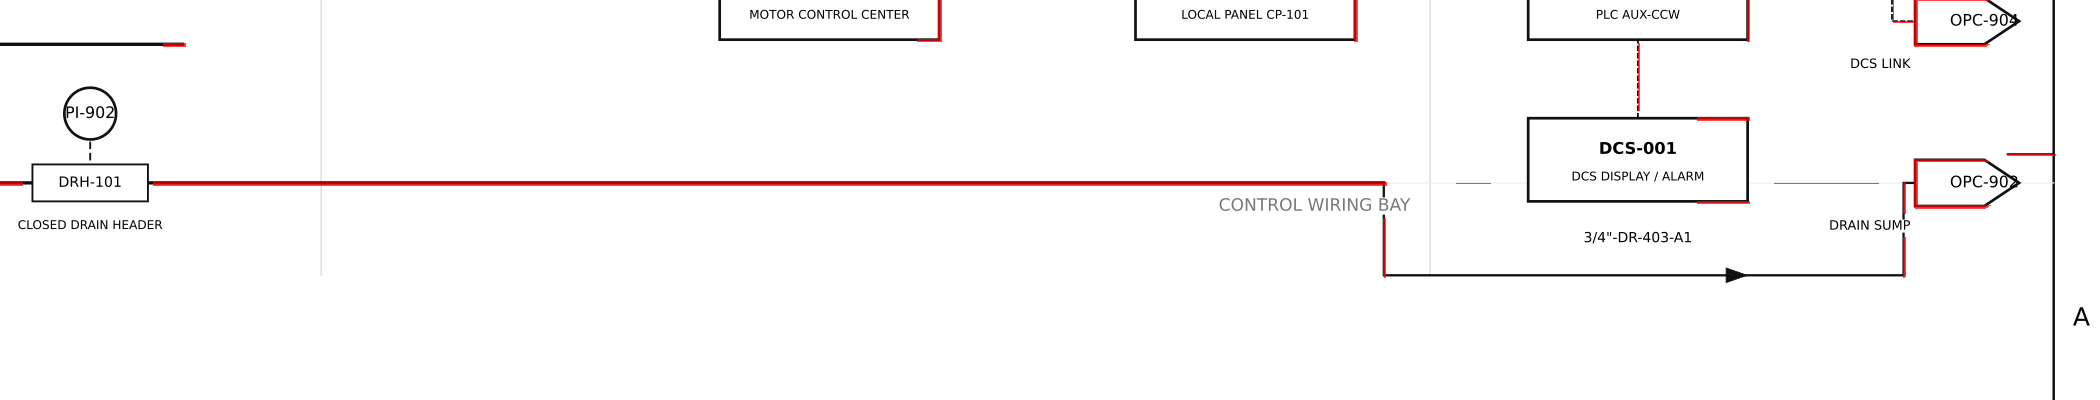 MOTOR CONTROL CENTER
LOCAL PANEL CP-101
PLC AUX-CCW
OPC-904
DCS LINK
PI-902
DCS-001
DCS DISPLAY / ALARM
DRH-101
OPC-902
CONTROL WIRING BAY
CLOSED DRAIN HEADER
DRAIN SUMP
3/4"-DR-403-A1
A